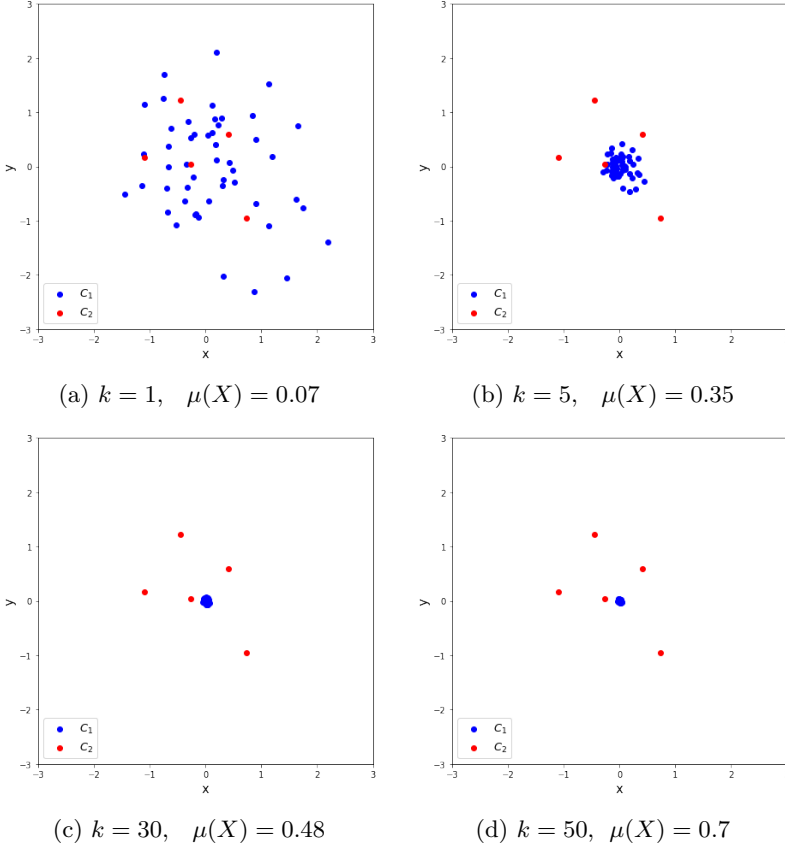 3
2
1
0
−1
−2
−3
y
−3
−2
−1
0
1
2
3
x
C₁
C₂
(a) k = 1, μ(X) = 0.07
3
2
1
0
−1
−2
−3
y
−3
−2
−1
0
1
2
x
C₁
C₂
(b) k = 5, μ(X) = 0.35
3
2
1
0
−1
−2
−3
y
−3
−2
−1
0
1
2
3
x
C₁
C₂
(c) k = 30, μ(X) = 0.48
3
2
1
0
−1
−2
−3
y
−3
−2
−1
0
1
2
x
C₁
C₂
(d) k = 50, μ(X) = 0.7